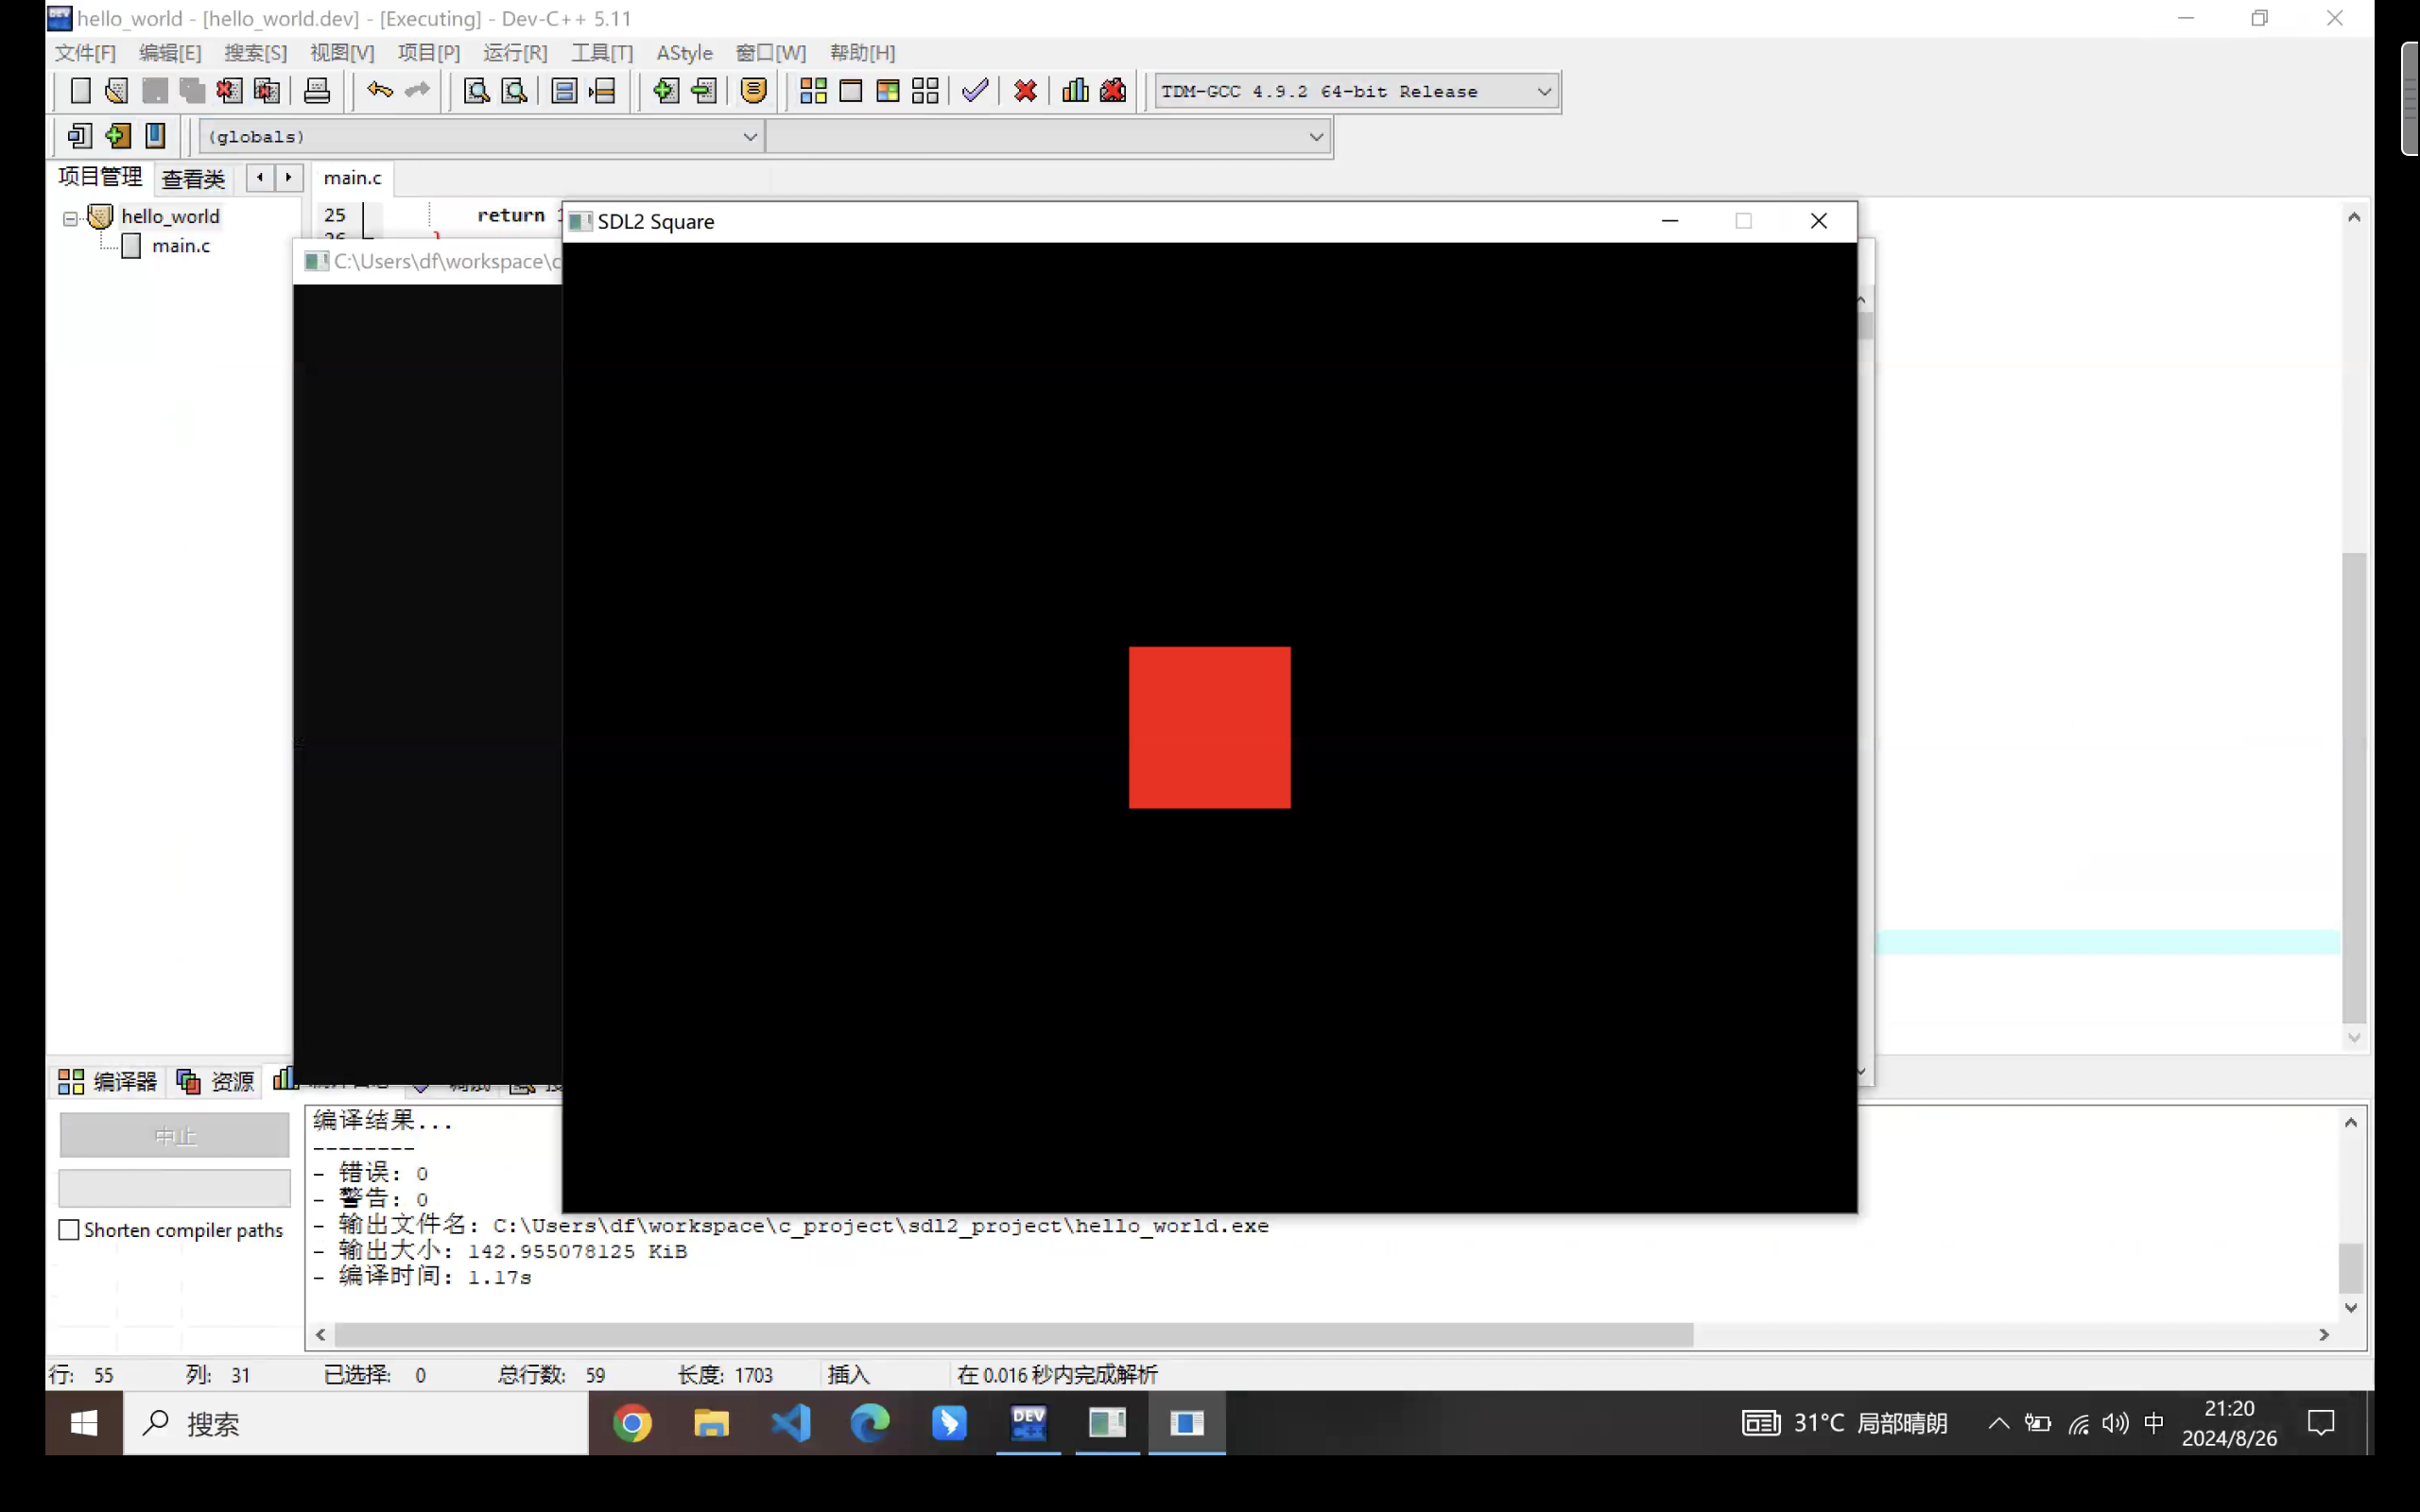 hello_world - [hello_world.dev] - [Executing] - Dev-C++ 5.11
文件[F] 编辑[E] 搜索[S] 视图[V] 项目[P] 运行[R] 工具[T] AStyle 窗口[W] 帮助[H]
TDM-GCC 4.9.2 64-bit Release
(globals)
项目管理 查看类 main.c
hello_world
main.c
25 return
SDL2 Square
C:\Users\df\workspace\c
编译器 资源
中止
Shorten compiler paths
编译结果...
--------
- 错误: 0
- 警告: 0
- 输出文件名: C:\Users\df\workspace\c_project\sdl2_project\hello_world.exe
- 输出大小: 142.955078125 KiB
- 编译时间: 1.17s
行: 55 列: 31 已选择: 0 总行数: 59 长度: 1703 插入 在 0.016 秒内完成解析
搜索
DEV
31°C 局部晴朗
中
21:20
2024/8/26